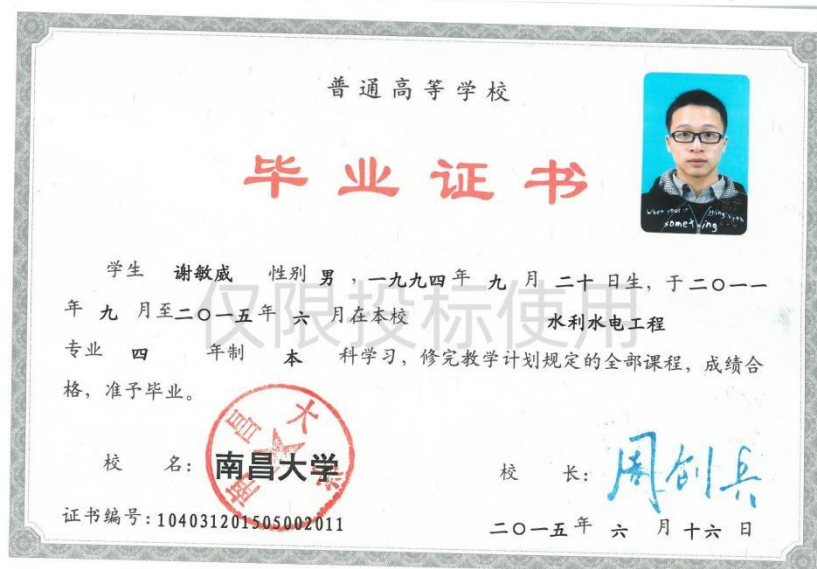 普通高等学校
毕业证书
学生 谢敏威 性别 男 ，一九九四年 九 月 二十 日生，于二〇一一
年 九 月至二〇一五年 六 月在本校 水利水电工程
专业 四 年制 本 科学习，修完教学计划规定的全部课程，成绩合
格，准予毕业。
仅限投标使用
南昌大学
校 名：南昌大学
校 长：周创兵
证书编号：104031201505002011
二〇一五年 六 月 十六 日